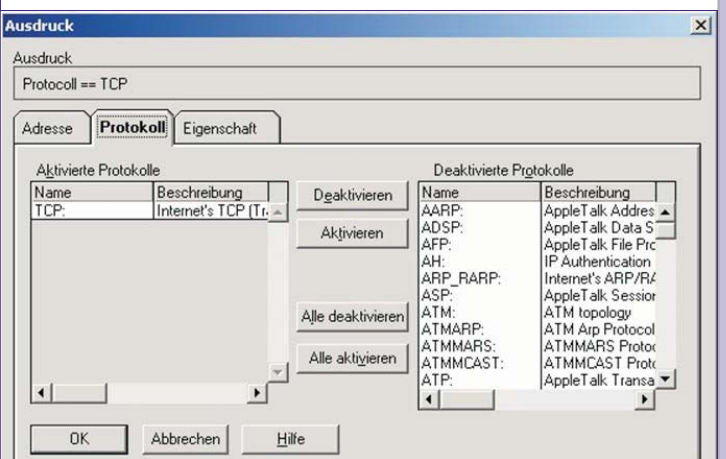 Ausdruck
Ausdruck
Protocoll == TCP
Adresse Protokoll Eigenschaft
Aktivierte Protokolle
Name Beschreibung
TCP: Internet's TCP (Tr
Deaktivieren
Aktivieren
Alle deaktivieren
Alle aktivieren
Deaktivierte Protokolle
Name Beschreibung
AARP: AppleTalk Addres
ADSP: AppleTalk Data S
AFP: AppleTalk File Pro
AH: IP Authentication
ARP_RARP: Internet's ARP/RA
ASP: AppleTalk Session
ATM: ATM topology
ATMARP: ATM Arp Protocol
ATMMARS: ATMMARS Protoc
ATMMCAST: ATMMCAST Proto
ATP: AppleTalk Transa
OK Abbrechen Hilfe